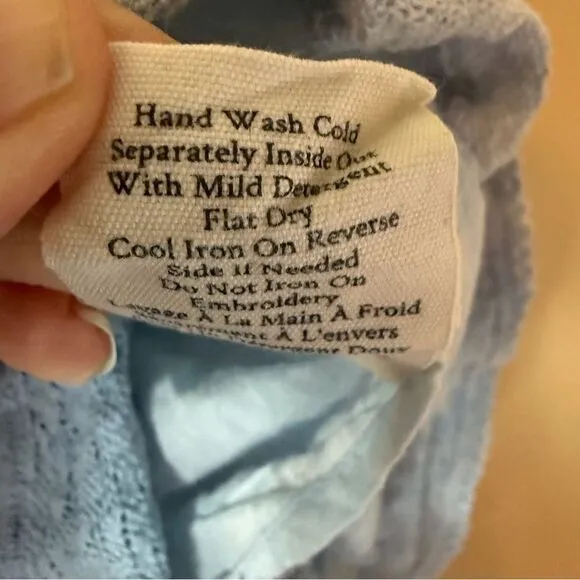 Hand Wash Cold
Separately Inside Out
With Mild Detergent
Flat Dry
Cool Iron On Reverse
Side If Needed
Do Not Iron On
Embroidery
Lavage À La Main À Froid
À L'envers
Doux